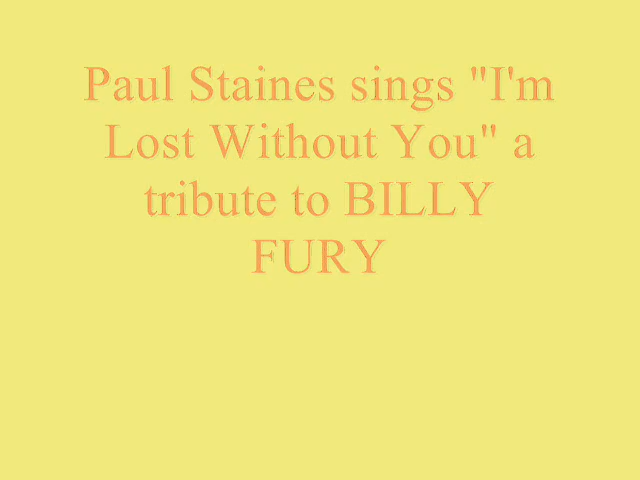 Paul Staines sings "I'm
Lost Without You" a
tribute to BILLY
FURY